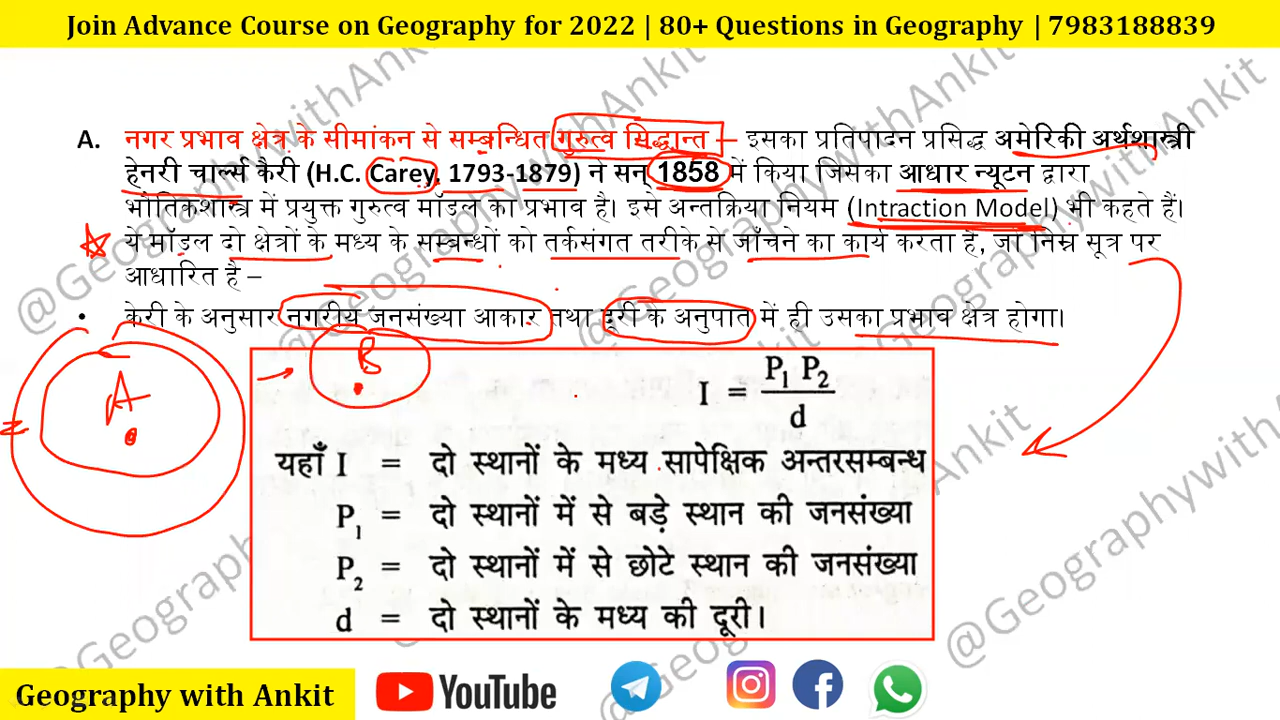 Join Advance Course on Geography for 2022 | 80+ Questions in Geography | 7983188839
A. नगर प्रभाव क्षेत्र के सीमांकन से सम्बन्धित गुरुत्व सिद्धान्त – इसका प्रतिपादन प्रसिद्ध अमेरिकी अर्थशास्त्री
हेनरी चार्ल्स कैरी (H.C. Carey, 1793-1879) ने सन् 1858 में किया जिसका आधार न्यूटन द्वारा
भौतिकशास्त्र में प्रयुक्त गुरुत्व मॉडल का प्रभाव है। इसे अन्तक्रिया नियम (Intraction Model) भी कहते हैं।
ये मॉडल दो क्षेत्रों के मध्य के सम्बन्धों को तर्कसंगत तरीके से जाँचने का कार्य करता है, जो निम्न सूत्र पर
आधारित है –
• केरी के अनुसार नगरीय जनसंख्या आकार तथा दूरी के अनुपात में ही उसका प्रभाव क्षेत्र होगा।
A
B
I = P₁ P₂ / d
यहाँ I = दो स्थानों के मध्य सापेक्षिक अन्तरसम्बन्ध
P₁ = दो स्थानों में से बड़े स्थान की जनसंख्या
P₂ = दो स्थानों में से छोटे स्थान की जनसंख्या
d = दो स्थानों के मध्य की दूरी।
@GeographywithAnkit
Geography with Ankit
YouTube